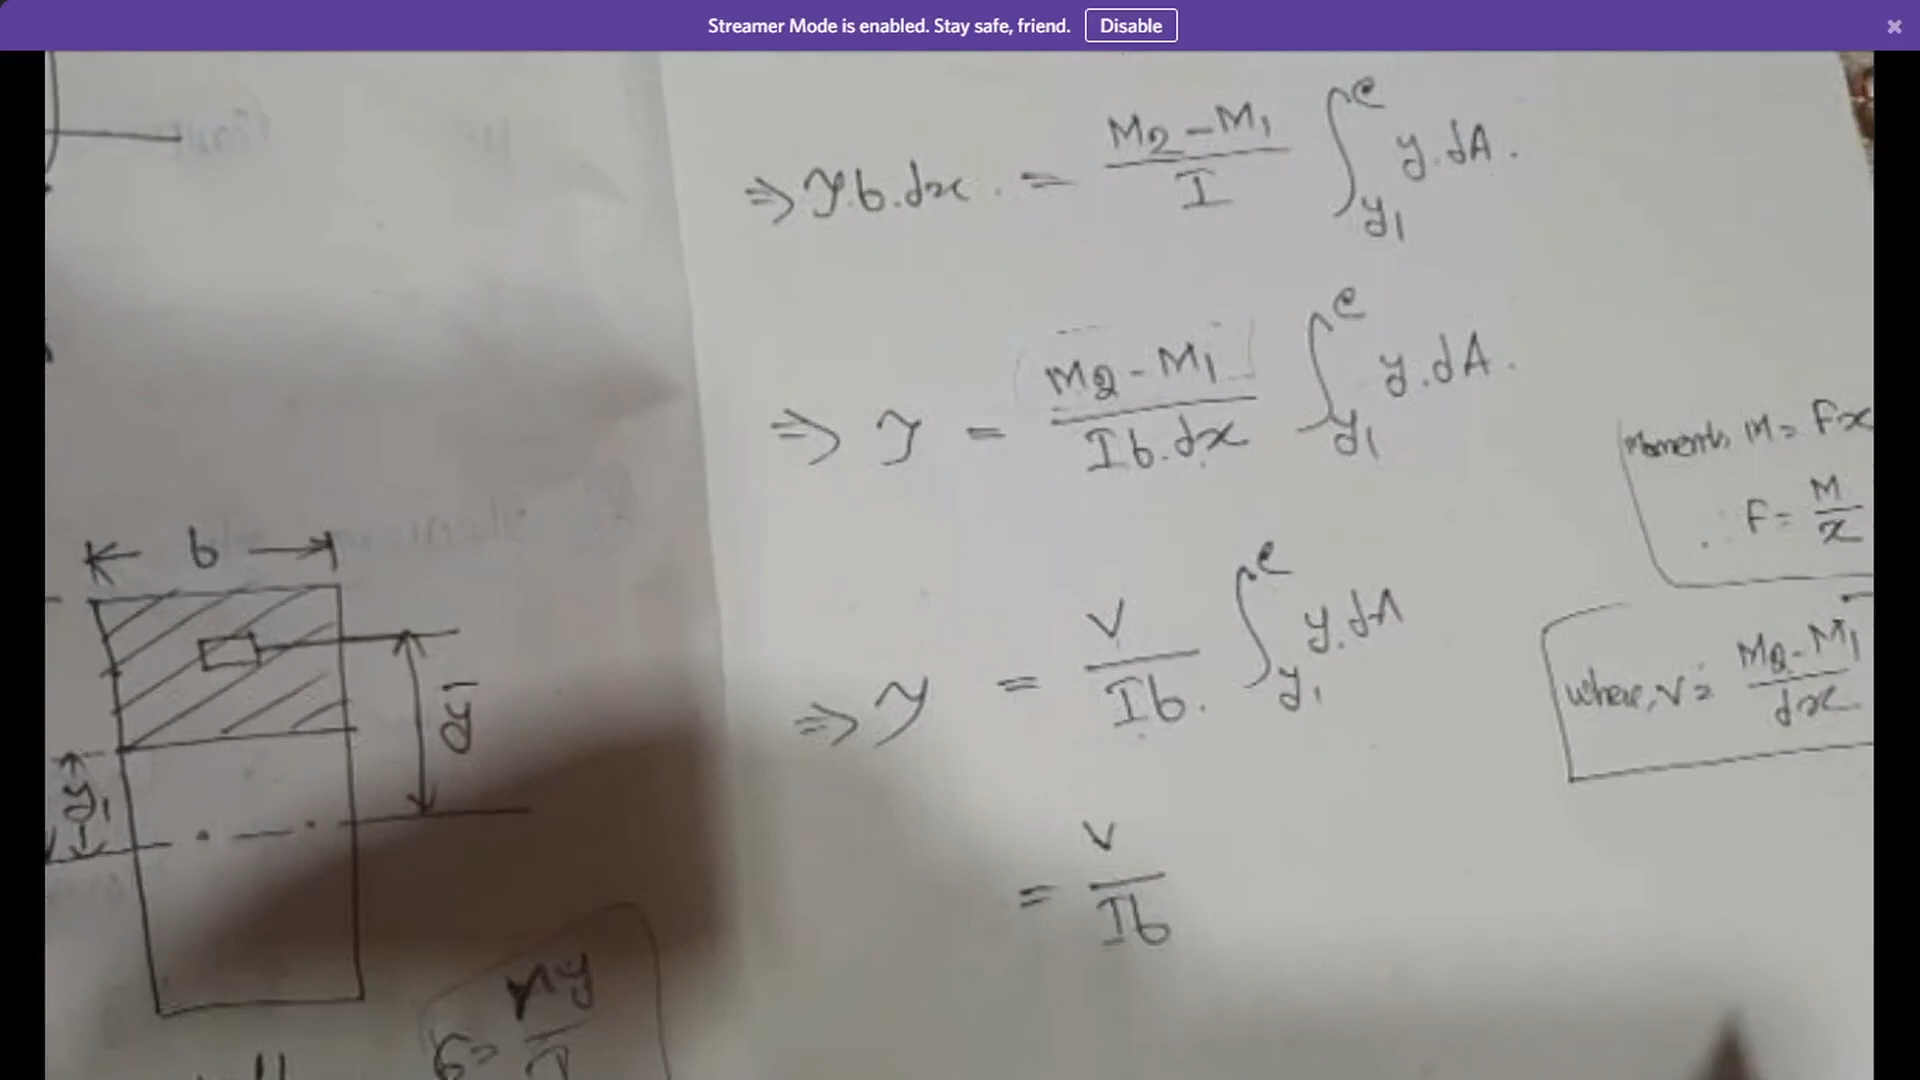 Streamer Mode is enabled. Stay safe, friend. Disable
⇒ τ.b.dx. = (M2 - M1)/I ∫_{y1}^{c} y.dA.
⇒ τ = (M2 - M1)/(Ib.dx) ∫_{y1}^{c} y.dA.
Moment, M = Fx
∴ F = M/x
⇒ τ = V/(Ib.) ∫_{y1}^{c} y.dA
where, V = (M2 - M1)/dx
= V/(Ib)
b
y1